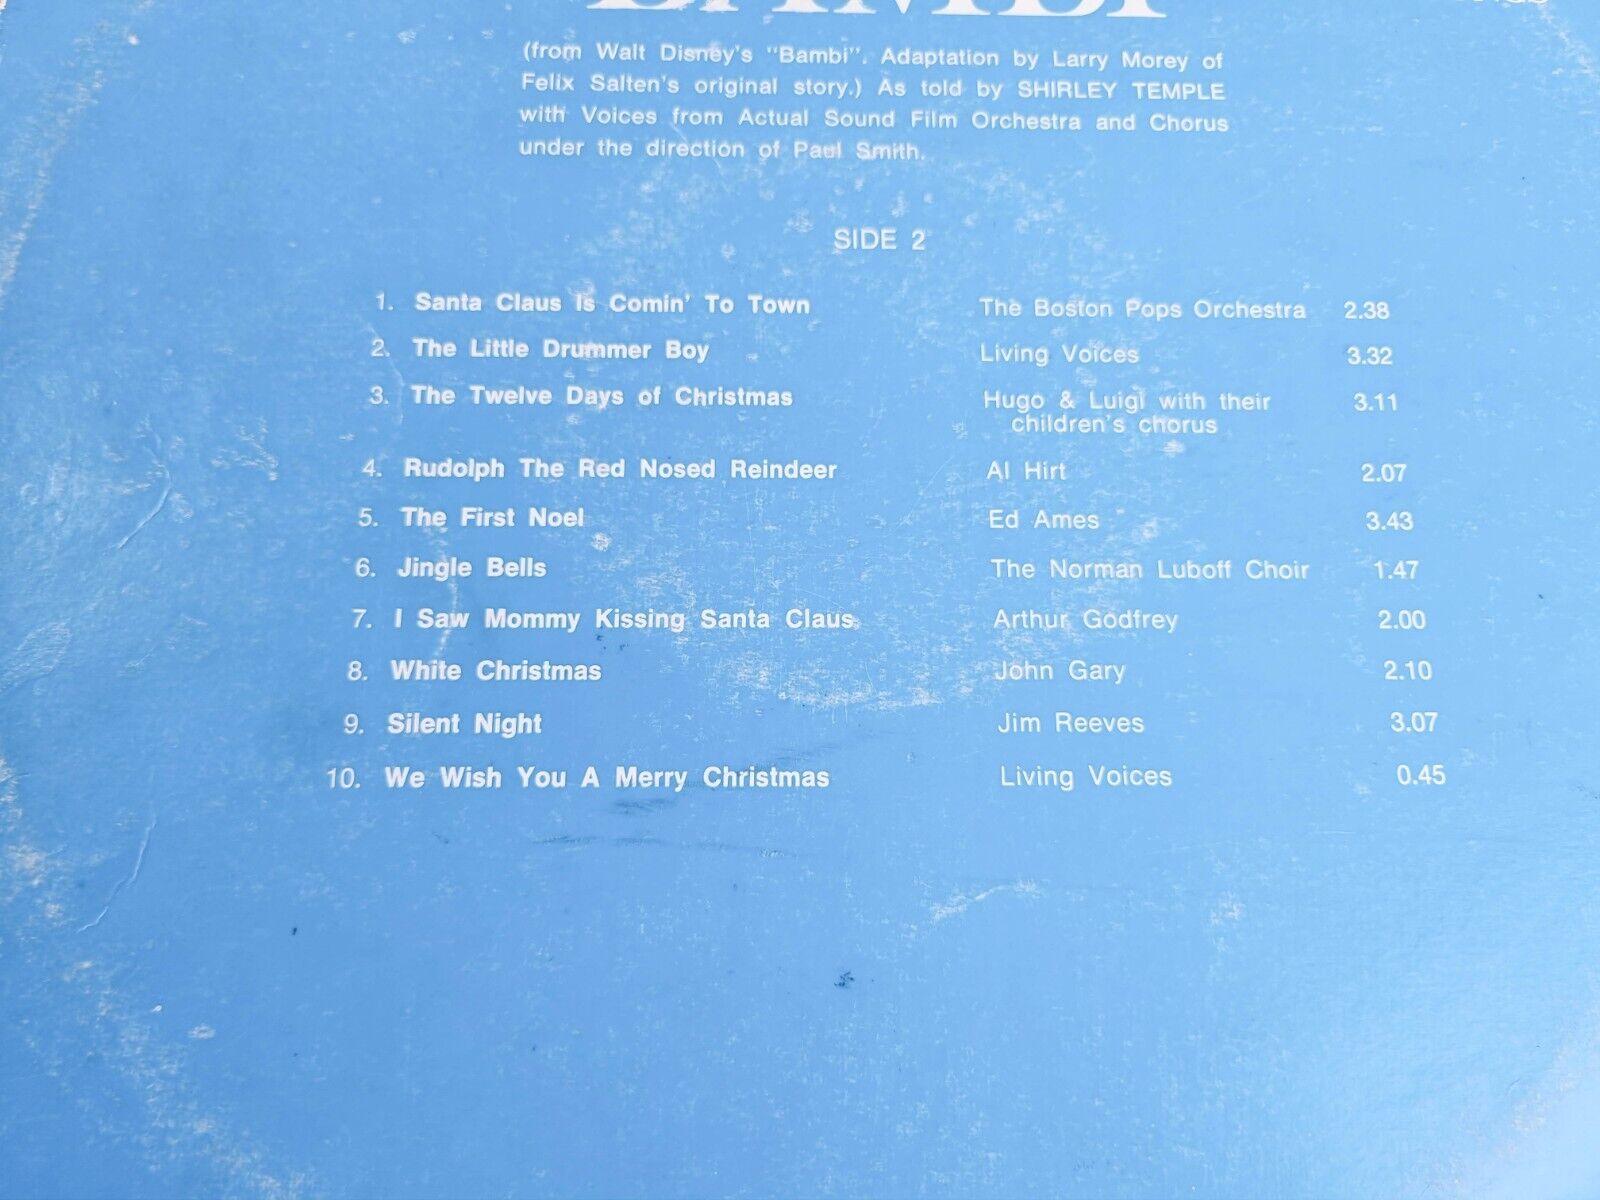 BAMBI
(from Walt Disney's "Bambi". Adaptation by Larry Morey of
Felix Salten's original story.) As told by SHIRLEY TEMPLE
with Voices from Actual Sound Film Orchestra and Chorus
under the direction of Paul Smith.
SIDE 2
1. Santa Claus Is Comin' To Town The Boston Pops Orchestra 2.38
2. The Little Drummer Boy Living Voices 3.32
3. The Twelve Days of Christmas Hugo & Luigi with their 3.11
children's chorus
4. Rudolph The Red Nosed Reindeer Al Hirt 2.07
5. The First Noel Ed Ames 3.43
6. Jingle Bells The Norman Luboff Choir 1.47
7. I Saw Mommy Kissing Santa Claus Arthur Godfrey 2.00
8. White Christmas John Gary 2.10
9. Silent Night Jim Reeves 3.07
10. We Wish You A Merry Christmas Living Voices 0.45